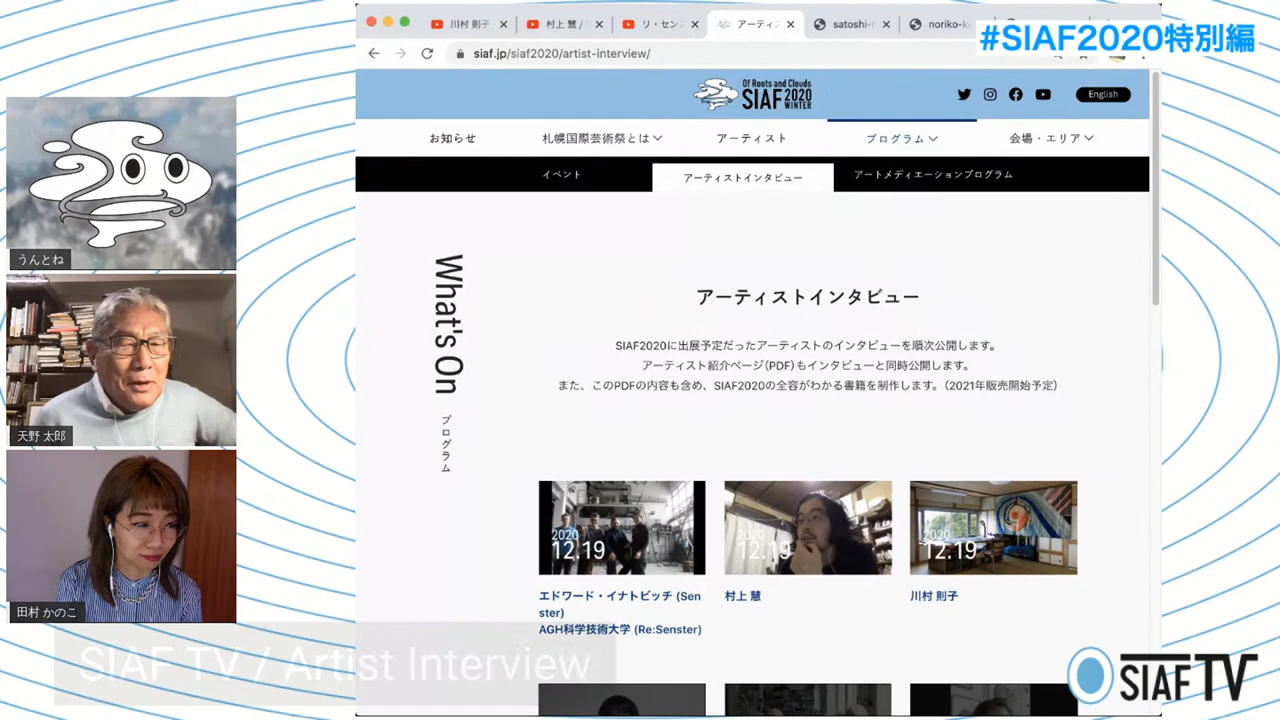 川村 則子
村上 慧 /
リ・セン
アーティス
satoshi-
noriko-k
#SIAF2020特別編
siaf.jp/siaf2020/artist-interview/
Of Roots and Clouds
SIAF 2020
WINTER
English
お知らせ
札幌国際芸術祭とは
アーティスト
プログラム
会場・エリア
イベント
アーティストインタビュー
アートメディエーションプログラム
What's On
プログラム
アーティストインタビュー
SIAF2020に出展予定だったアーティストのインタビューを順次公開します。
アーティスト紹介ページ(PDF)もインタビューと同時公開します。
また、このPDFの内容も含め、SIAF2020の全容がわかる書籍を制作します。(2021年販売開始予定)
2020
12.19
2020
12.19
2020
12.19
エドワード・イナトビッチ (Sen
ster)
AGH科学技術大学 (Re:Senster)
村上 慧
川村 則子
うんとね
天野 太郎
田村 かのこ
SIAF TV / Artist Interview
SIAF TV